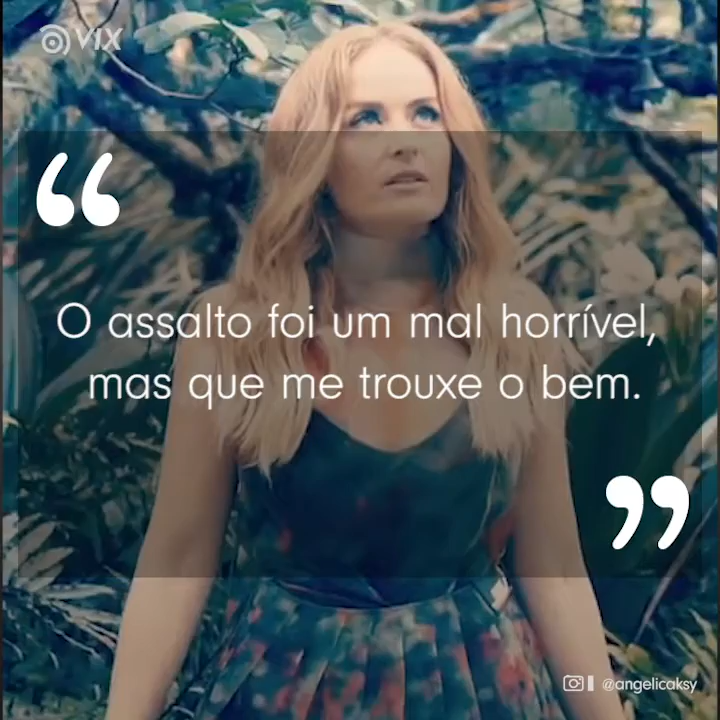 VIX
“
O assalto foi um mal horrível,
mas que me trouxe o bem.
”
@angelicaksy